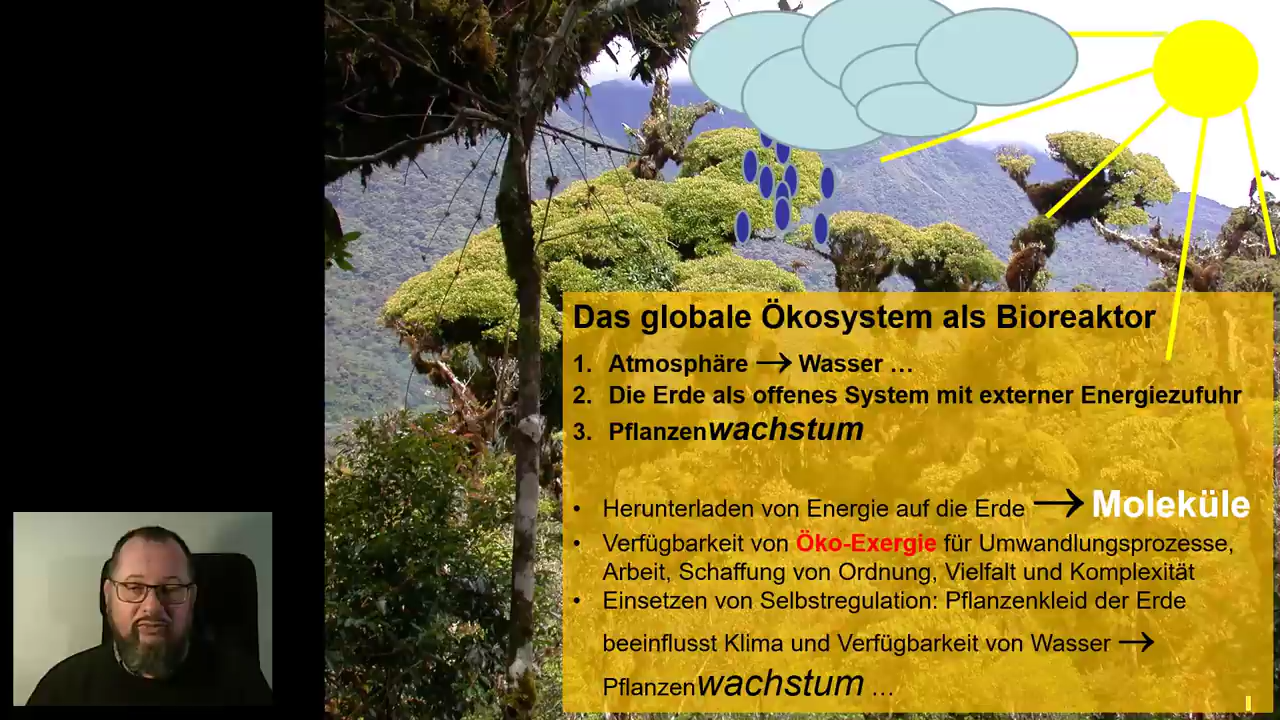 Das globale Ökosystem als Bioreaktor
1. Atmosphäre → Wasser …
2. Die Erde als offenes System mit externer Energiezufuhr
3. Pflanzenwachstum
• Herunterladen von Energie auf die Erde → Moleküle
• Verfügbarkeit von Öko-Exergie für Umwandlungsprozesse,
Arbeit, Schaffung von Ordnung, Vielfalt und Komplexität
• Einsetzen von Selbstregulation: Pflanzenkleid der Erde
beeinflusst Klima und Verfügbarkeit von Wasser →
Pflanzenwachstum …